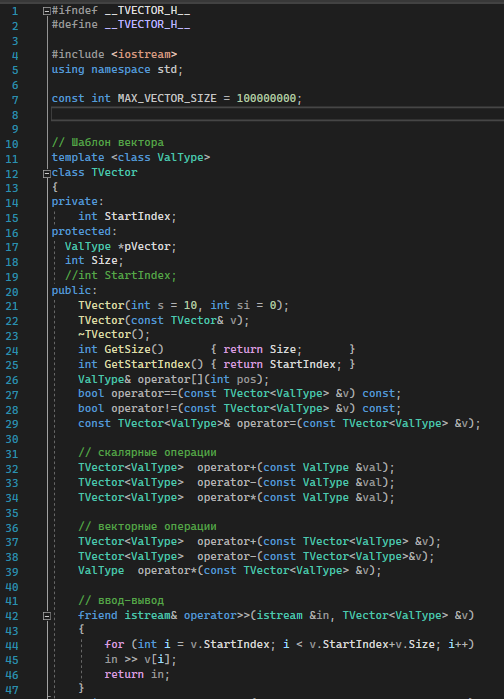 1 #ifndef __TVECTOR_H__
2 #define __TVECTOR_H__
3
4 #include <iostream>
5 using namespace std;
6
7 const int MAX_VECTOR_SIZE = 100000000;
8
9
10 // Шаблон вектора
11 template <class ValType>
12 class TVector
13 {
14 private:
15     int StartIndex;
16 protected:
17   ValType *pVector;
18   int Size;
19   //int StartIndex;
20 public:
21     TVector(int s = 10, int si = 0);
22     TVector(const TVector& v);
23     ~TVector();
24     int GetSize()       { return Size;       }
25     int GetStartIndex() { return StartIndex; }
26     ValType& operator[](int pos);
27     bool operator==(const TVector<ValType> &v) const;
28     bool operator!=(const TVector<ValType> &v) const;
29     const TVector<ValType>& operator=(const TVector<ValType> &v);
30
31     // скалярные операции
32     TVector<ValType>  operator+(const ValType &val);
33     TVector<ValType>  operator-(const ValType &val);
34     TVector<ValType>  operator*(const ValType &val);
35
36     // векторные операции
37     TVector<ValType>  operator+(const TVector<ValType> &v);
38     TVector<ValType>  operator-(const TVector<ValType>&v);
39     ValType  operator*(const TVector<ValType> &v);
40
41     // ввод-вывод
42     friend istream& operator>>(istream &in, TVector<ValType> &v)
43     {
44         for (int i = v.StartIndex; i < v.StartIndex+v.Size; i++)
45         in >> v[i];
46         return in;
47     }